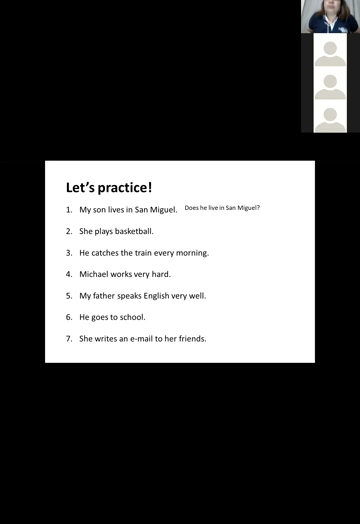 Let's practice!
1. My son lives in San Miguel. Does he live in San Miguel?
2. She plays basketball.
3. He catches the train every morning.
4. Michael works very hard.
5. My father speaks English very well.
6. He goes to school.
7. She writes an e-mail to her friends.